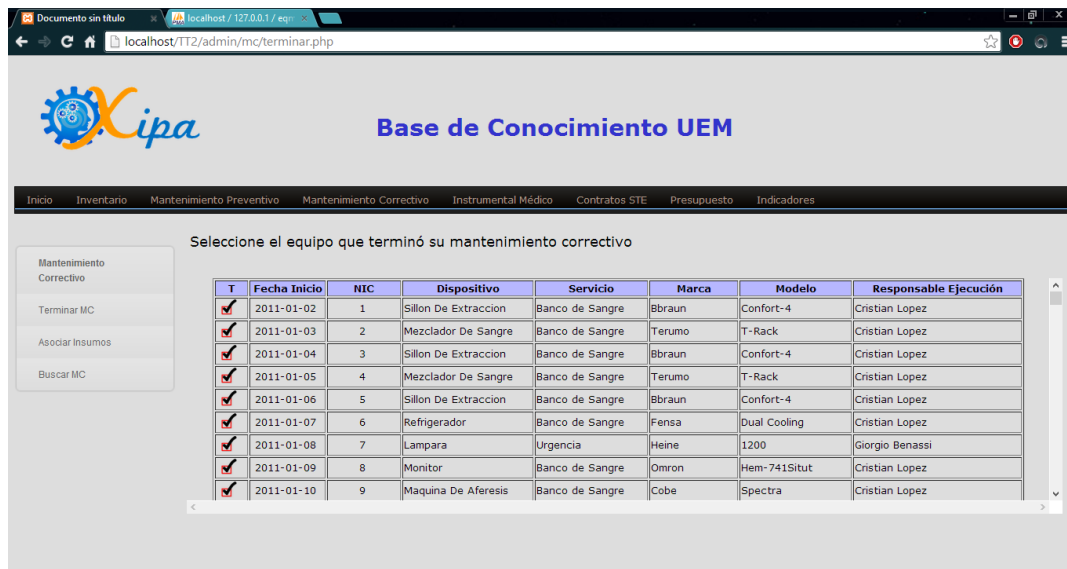 Documento sin título
localhost / 127.0.0.1 / eqm
localhost/TT2/admin/mc/terminar.php
Xipa
Base de Conocimiento UEM
Inicio Inventario Mantenimiento Preventivo Mantenimiento Correctivo Instrumental Médico Contratos STE Presupuesto Indicadores
Seleccione el equipo que terminó su mantenimiento correctivo
Mantenimiento
Correctivo
Terminar MC
Asociar Insumos
Buscar MC
T Fecha Inicio NIC Dispositivo Servicio Marca Modelo Responsable Ejecución
2011-01-02 1 Sillon De Extraccion Banco de Sangre Bbraun Confort-4 Cristian Lopez
2011-01-03 2 Mezclador De Sangre Banco de Sangre Terumo T-Rack Cristian Lopez
2011-01-04 3 Sillon De Extraccion Banco de Sangre Bbraun Confort-4 Cristian Lopez
2011-01-05 4 Mezclador De Sangre Banco de Sangre Terumo T-Rack Cristian Lopez
2011-01-06 5 Sillon De Extraccion Banco de Sangre Bbraun Confort-4 Cristian Lopez
2011-01-07 6 Refrigerador Banco de Sangre Fensa Dual Cooling Cristian Lopez
2011-01-08 7 Lampara Urgencia Heine 1200 Giorgio Benassi
2011-01-09 8 Monitor Banco de Sangre Omron Hem-741Situt Cristian Lopez
2011-01-10 9 Maquina De Aferesis Banco de Sangre Cobe Spectra Cristian Lopez